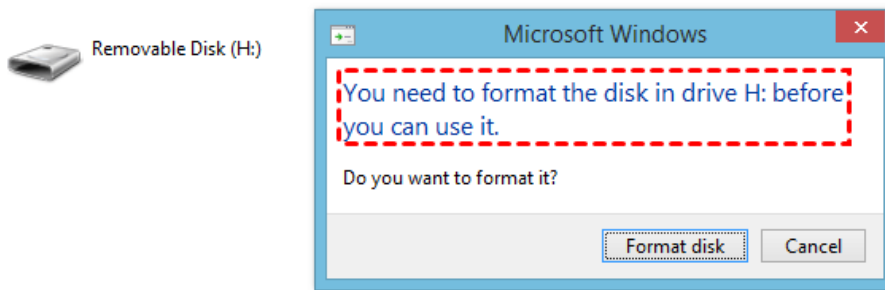 Removable Disk (H:)
Microsoft Windows
You need to format the disk in drive H: before
you can use it.
Do you want to format it?
Format disk
Cancel